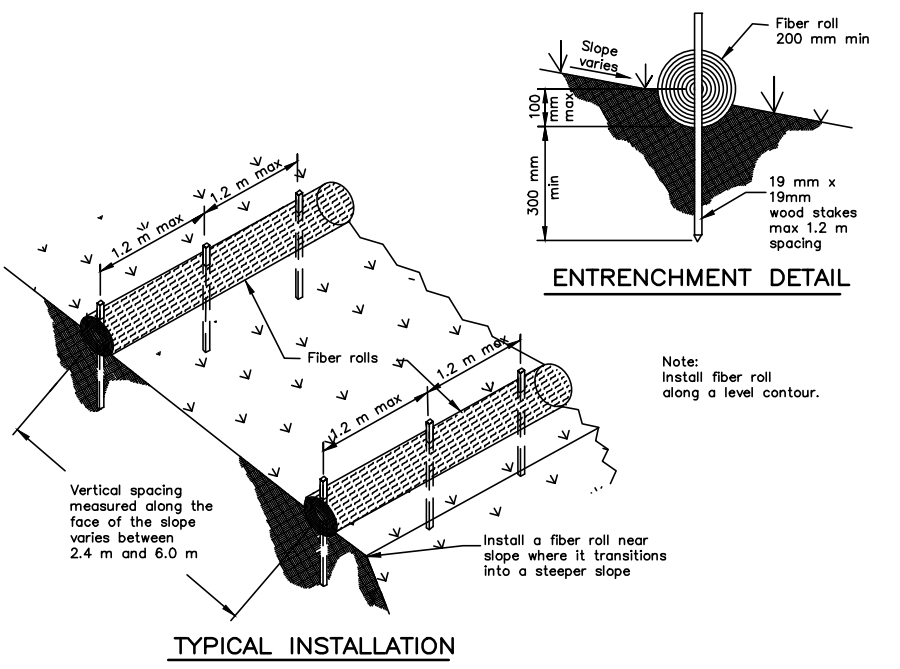 Fiber roll
200 mm min
Slope
varies
100
mm
max
300 mm
min
19 mm x
19mm
wood stakes
max 1.2 m
spacing
ENTRENCHMENT DETAIL
1.2 m max
1.2 m max
Fiber rolls
1.2 m max
1.2 m max
Note:
Install fiber roll
along a level contour.
Vertical spacing
measured along the
face of the slope
varies between
2.4 m and 6.0 m
Install a fiber roll near
slope where it transitions
into a steeper slope
TYPICAL INSTALLATION